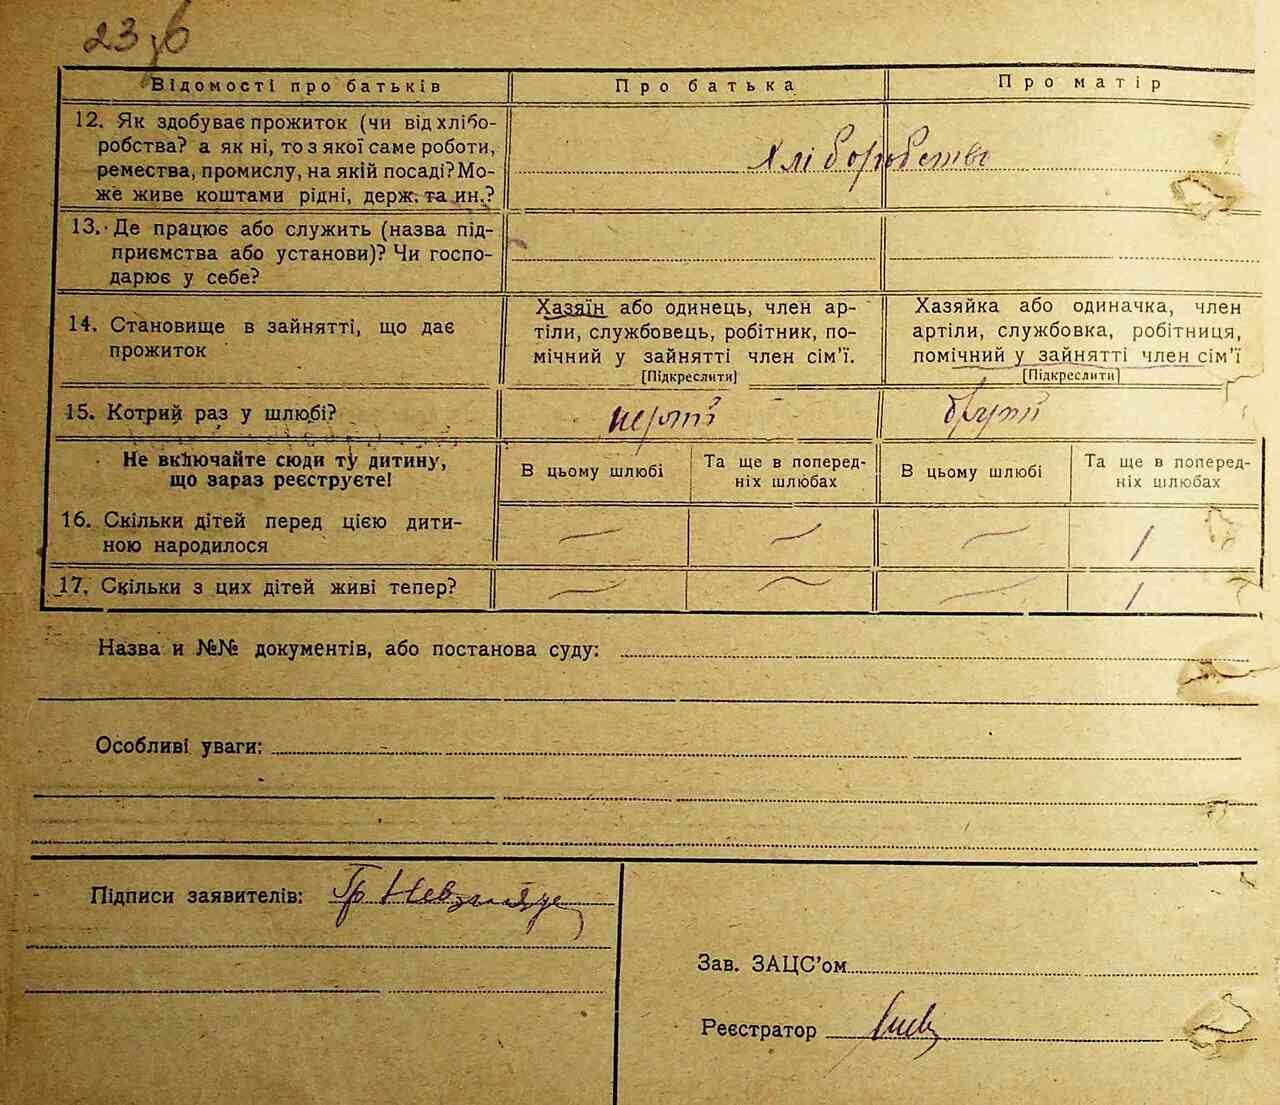 23 зв
Відомості про батьків
Про батька
Про матір
12. Як здобуває прожиток (чи від хлібо-
робства? а як ні, то з якої саме роботи,
ремества, промислу, на якій посаді? Мо-
же живе коштами рідні, держ. та ин.?
Хліборобство
13. Де працює або служить (назва під-
приємства або установи)? Чи госпо-
дарює у себе?
14. Становище в зайнятті, що дає
прожиток
Хазяїн або одинець, член ар-
тіли, службовець, робітник, по-
мічний у зайнятті член сім'ї.
[Підкреслити]
Хазяйка або одиначка, член
артіли, службовка, робітниця,
помічний у зайнятті член сім'ї
[Підкреслити]
15. Котрий раз у шлюбі?
другий
Не включайте сюди ту дитину,
що зараз реєструєте!
В цьому шлюбі
Та ще в поперед-
ніх шлюбах
В цьому шлюбі
Та ще в поперед-
ніх шлюбах
16. Скільки дітей перед цією дити-
ною народилося
— — — 1
17. Скільки з цих дітей живі тепер?
— — — 1
Назва и №№ документів, або постанова суду:
Особливі уваги:
Підписи заявителів: Гр
Зав. ЗАЦС'ом
Реєстратор